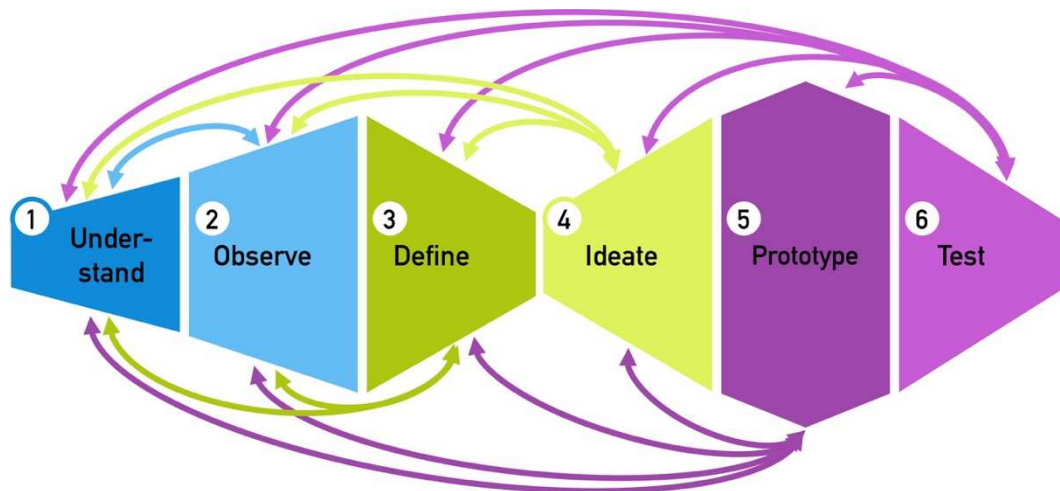 1
Under-
stand
2
Observe
3
Define
4
Ideate
5
Prototype
6
Test